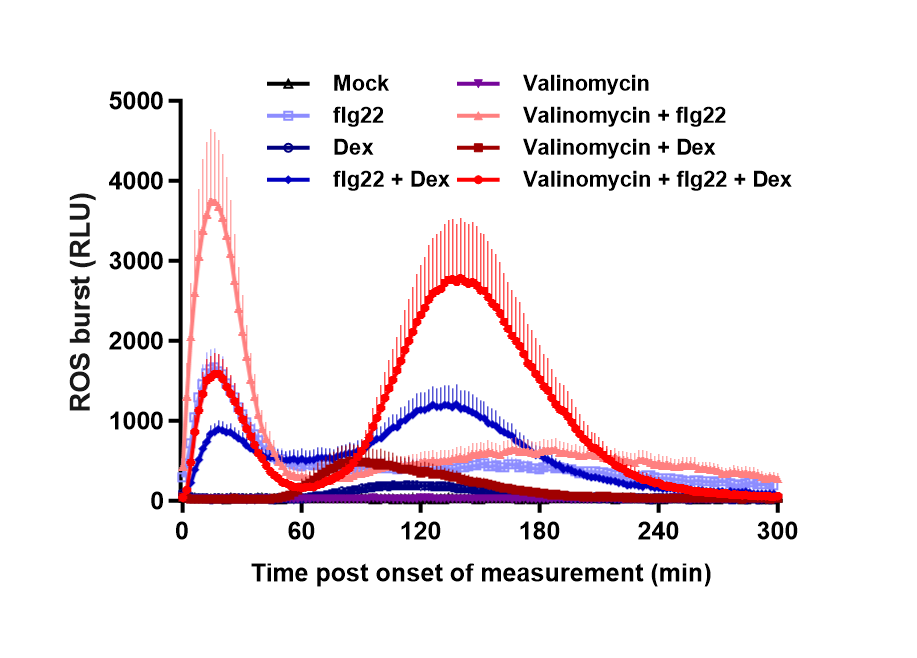 Mock
Valinomycin
flg22
Valinomycin + flg22
Dex
Valinomycin + Dex
flg22 + Dex
Valinomycin + flg22 + Dex
5000
4000
3000
2000
1000
0
ROS burst (RLU)
0 60 120 180 240 300
Time post onset of measurement (min)